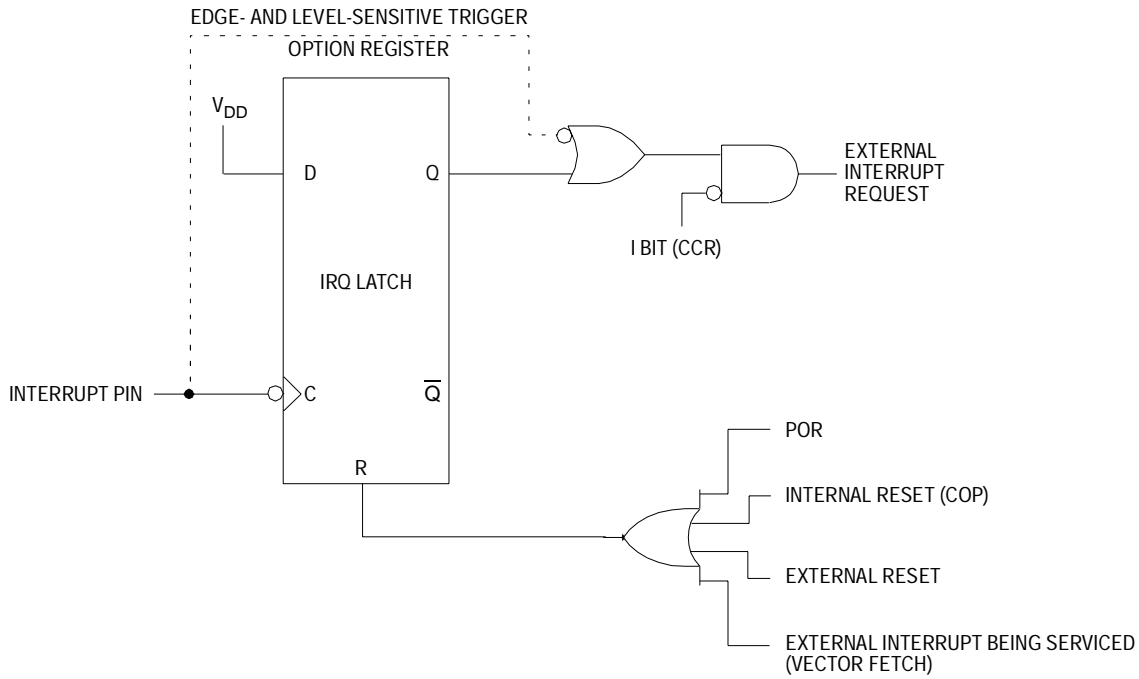 EDGE- AND LEVEL-SENSITIVE TRIGGER
OPTION REGISTER
VDD
D
Q
EXTERNAL
INTERRUPT
REQUEST
I BIT (CCR)
IRQ LATCH
INTERRUPT PIN
C
Q̅
R
POR
INTERNAL RESET (COP)
EXTERNAL RESET
EXTERNAL INTERRUPT BEING SERVICED
(VECTOR FETCH)